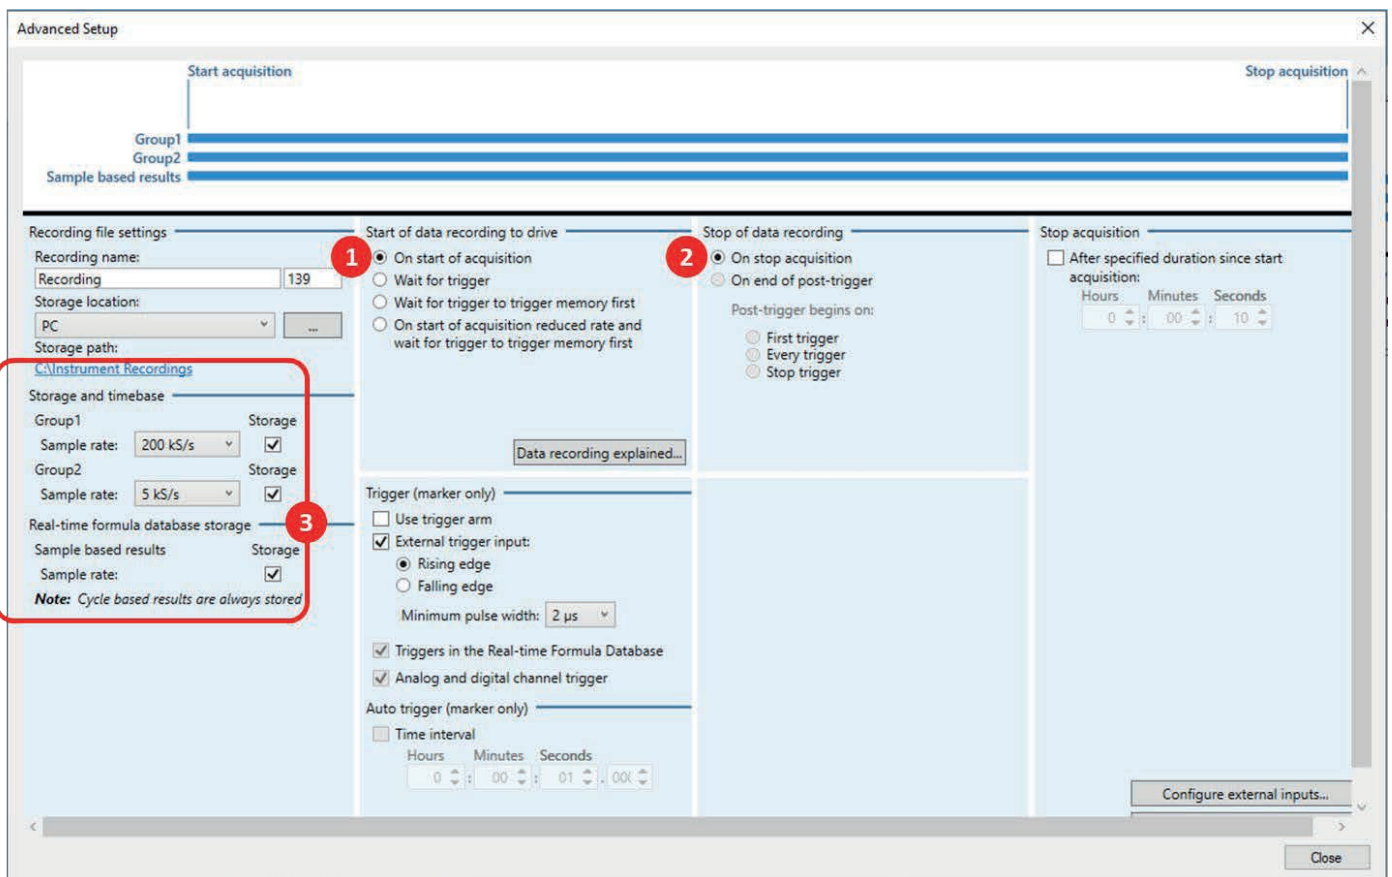 Advanced Setup
Start acquisition
Stop acquisition
Group1
Group2
Sample based results
Recording file settings
Recording name:
Recording 139
Storage location:
PC ...
Storage path:
C:\Instrument Recordings
Storage and timebase
Group1 Storage
Sample rate: 200 kS/s
Group2 Storage
Sample rate: 5 kS/s
Real-time formula database storage
3
Sample based results Storage
Sample rate:
Note: Cycle based results are always stored
Start of data recording to drive
1
On start of acquisition
Wait for trigger
Wait for trigger to trigger memory first
On start of acquisition reduced rate and
wait for trigger to trigger memory first
Data recording explained...
Trigger (marker only)
Use trigger arm
External trigger input:
Rising edge
Falling edge
Minimum pulse width: 2 µs
Triggers in the Real-time Formula Database
Analog and digital channel trigger
Auto trigger (marker only)
Time interval
Hours Minutes Seconds
0 : 00 : 01 . 00(
Stop of data recording
2
On stop acquisition
On end of post-trigger
Post-trigger begins on:
First trigger
Every trigger
Stop trigger
Stop acquisition
After specified duration since start
acquisition:
Hours Minutes Seconds
0 : 00 : 10
Configure external inputs...
Close